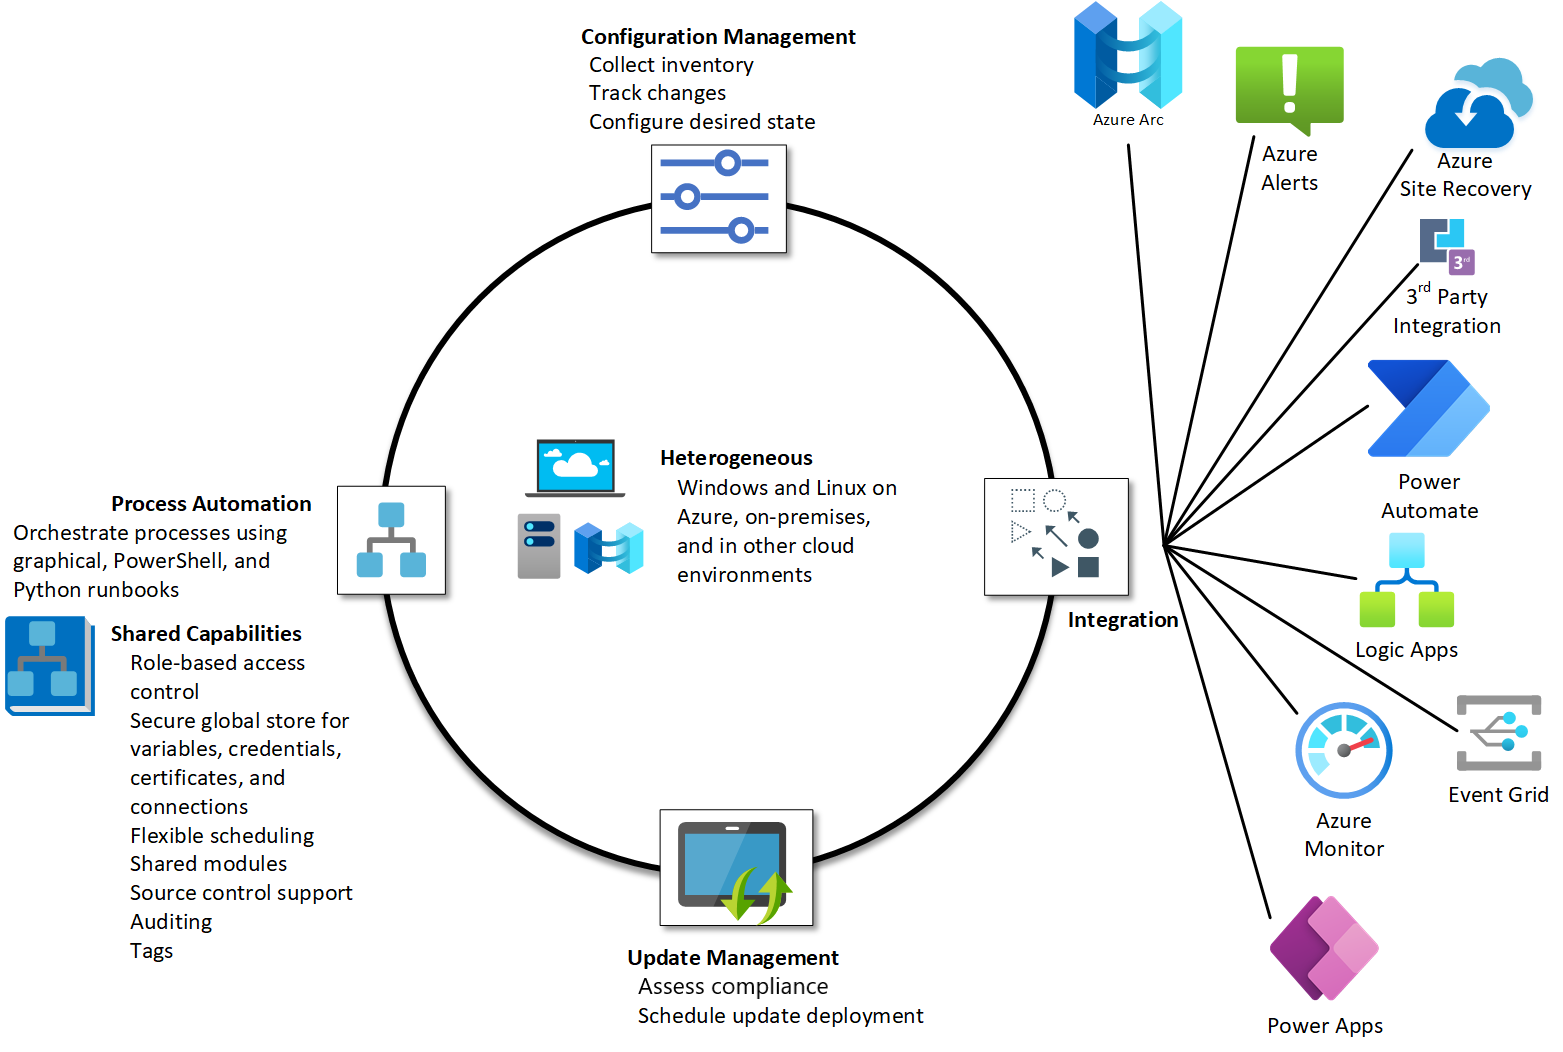 Configuration Management
Collect inventory
Track changes
Configure desired state
Azure Arc
Azure
Alerts
Azure
Site Recovery
3rd
3rd Party
Integration
Power
Automate
Logic Apps
Event Grid
Azure
Monitor
Power Apps
Integration
Heterogeneous
Windows and Linux on
Azure, on-premises,
and in other cloud
environments
Process Automation
Orchestrate processes using
graphical, PowerShell, and
Python runbooks
Shared Capabilities
Role-based access
control
Secure global store for
variables, credentials,
certificates, and
connections
Flexible scheduling
Shared modules
Source control support
Auditing
Tags
Update Management
Assess compliance
Schedule update deployment